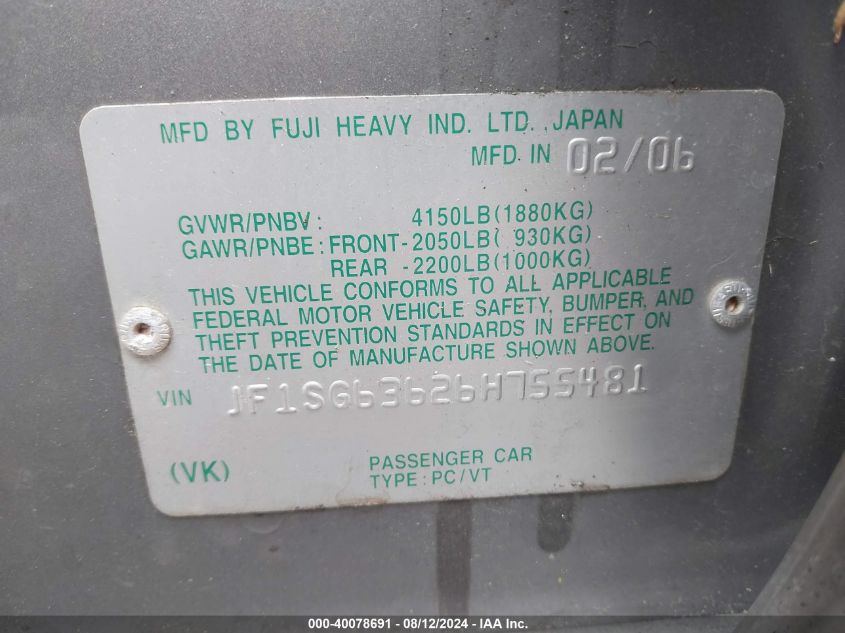 MFD BY FUJI HEAVY IND. LTD. JAPAN
MFD. IN 02/06
GVWR/PNBV: 4150LB(1880KG)
GAWR/PNBE: FRONT-2050LB( 930KG)
REAR -2200LB(1000KG)
THIS VEHICLE CONFORMS TO ALL APPLICABLE
FEDERAL MOTOR VEHICLE SAFETY, BUMPER, AND
THEFT PREVENTION STANDARDS IN EFFECT ON
THE DATE OF MANUFACTURE SHOWN ABOVE.
VIN JF1SG63626H755481
(VK) PASSENGER CAR
TYPE: PC/VT
000-40078691 - 08/12/2024 - IAA Inc.